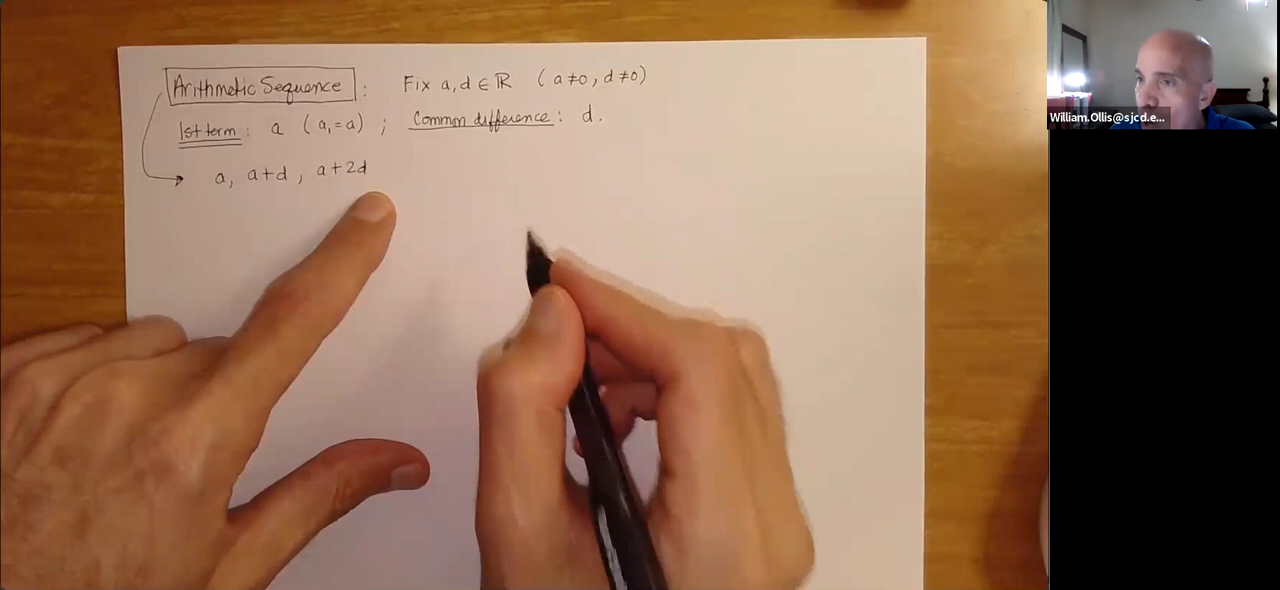 Arithmetic Sequence : Fix a, d ∈ ℝ (a ≠ 0, d ≠ 0)
1st term : a (a₁ = a) ; Common difference : d.
a, a+d, a+2d
William.Ollis@sjcd.e...